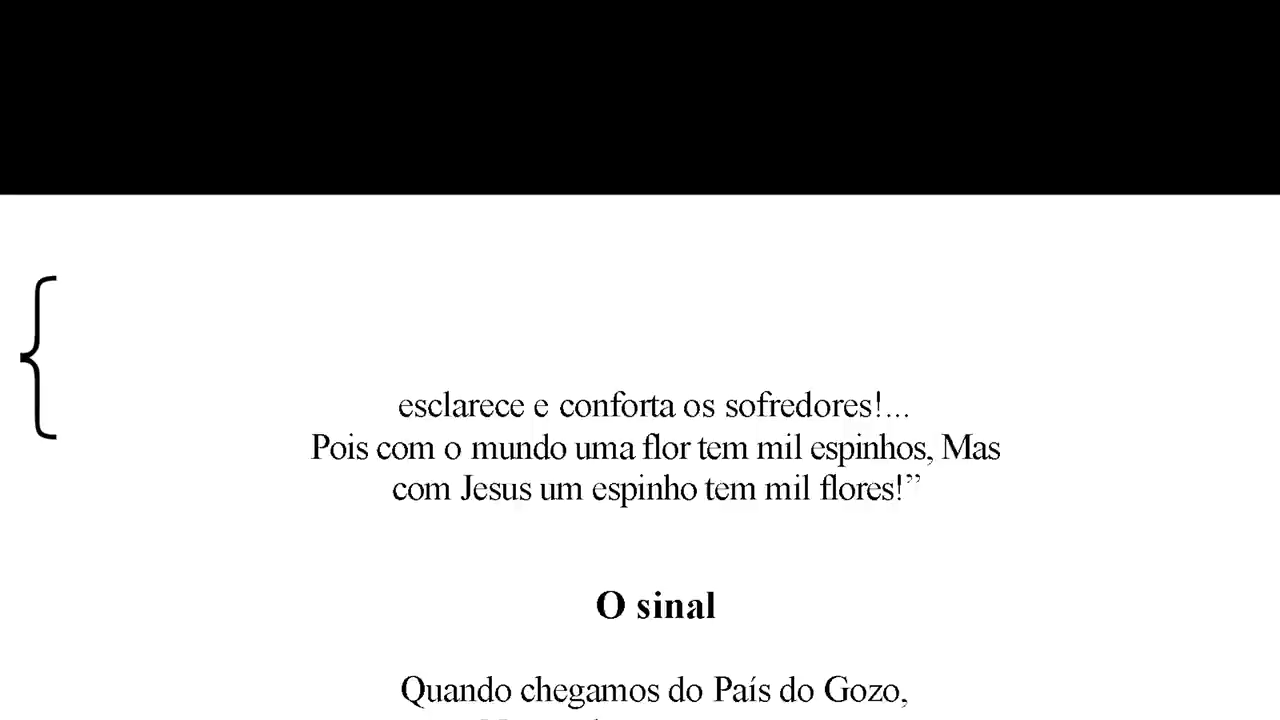 esclarece e conforta os sofredores!...
Pois com o mundo uma flor tem mil espinhos, Mas
com Jesus um espinho tem mil flores!”
O sinal
Quando chegamos do País do Gozo,